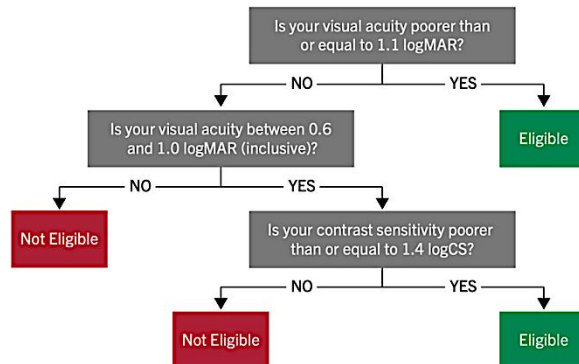 Is your visual acuity poorer than
or equal to 1.1 logMAR?
NO
YES
Is your visual acuity between 0.6
and 1.0 logMAR (inclusive)?
Eligible
NO
YES
Not Eligible
Is your contrast sensitivity poorer
than or equal to 1.4 logCS?
NO
YES
Not Eligible
Eligible